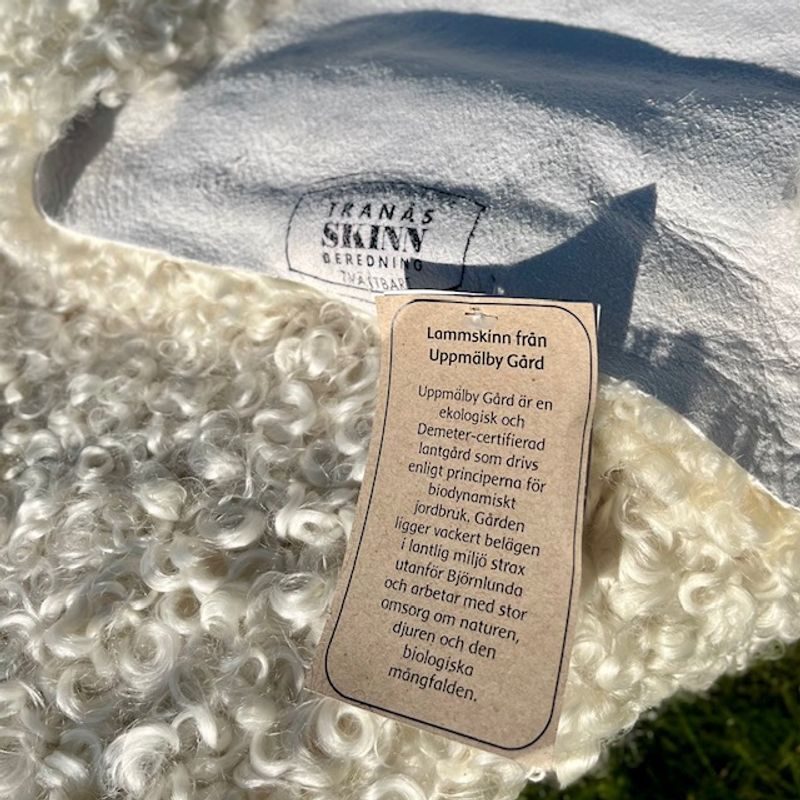 TRANÅS
SKINN
BEREDNING
TVÄTTBART
Lammskinn från
Uppmälby Gård
Uppmälby Gård är en
ekologisk och
Demeter-certifierad
lantgård som drivs
enligt principerna för
biodynamiskt
jordbruk. Gården
ligger vackert belägen
i lantlig miljö strax
utanför Björnlunda
och arbetar med stor
omsorg om naturen,
djuren och den
biologiska
mångfalden.